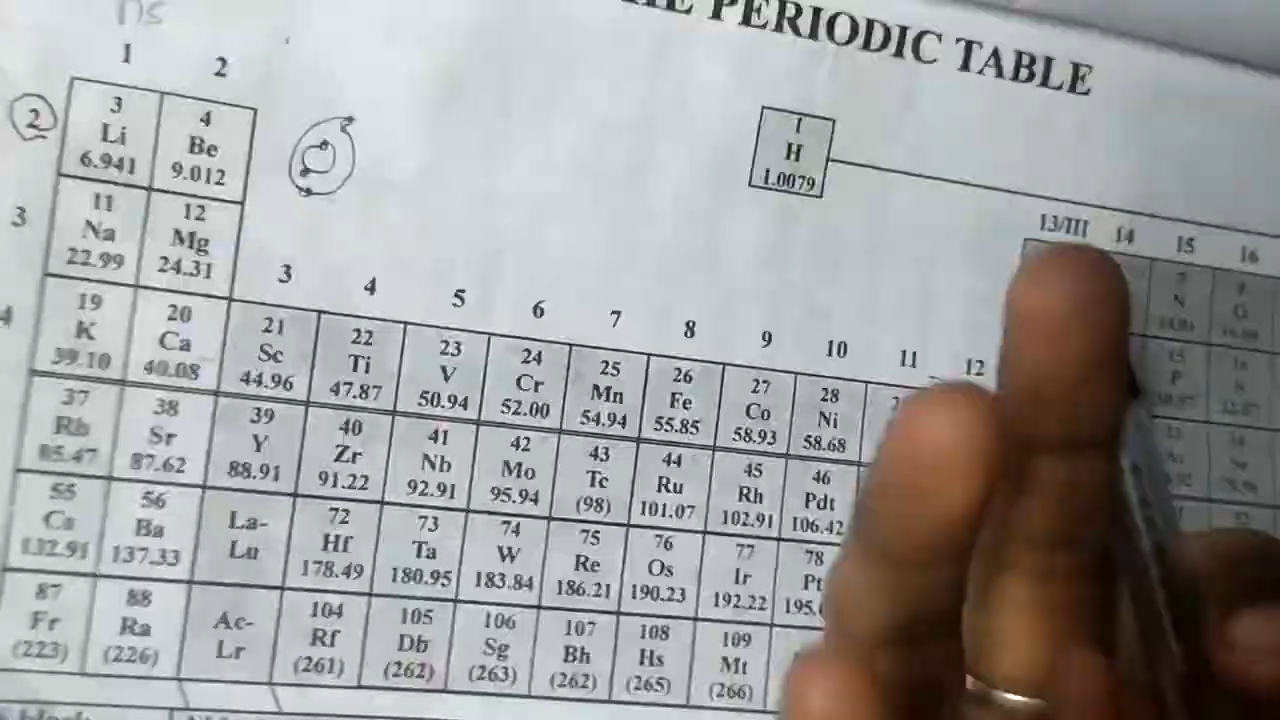 ns
THE PERIODIC TABLE
1 2
2 3 4 1
Li Be H
6.941 9.012 1.0079
3 11 12 13/III 14 15 16
Na Mg 7
22.99 24.31 N
3 4 5 6 7 8 9 10 11 12
4 19 20 21 22 23 24 25 26 27 28 15
K Ca Sc Ti V Cr Mn Fe Co Ni P
39.10 40.08 44.96 47.87 50.94 52.00 54.94 55.85 58.93 58.68
37 38 39 40 41 42 43 44 45 46
Rb Sr Y Zr Nb Mo Tc Ru Rh Pdt
85.47 87.62 88.91 91.22 92.91 95.94 (98) 101.07 102.91 106.42
55 56 La- 72 73 74 75 76 77 78
Cs Ba Lu Hf Ta W Re Os Ir Pt
132.91 137.33 178.49 180.95 183.84 186.21 190.23 192.22 195.
87 88 Ac- 104 105 106 107 108 109
Fr Ra Lr Rf Db Sg Bh Hs Mt
(223) (226) (261) (262) (263) (262) (265) (266)
block